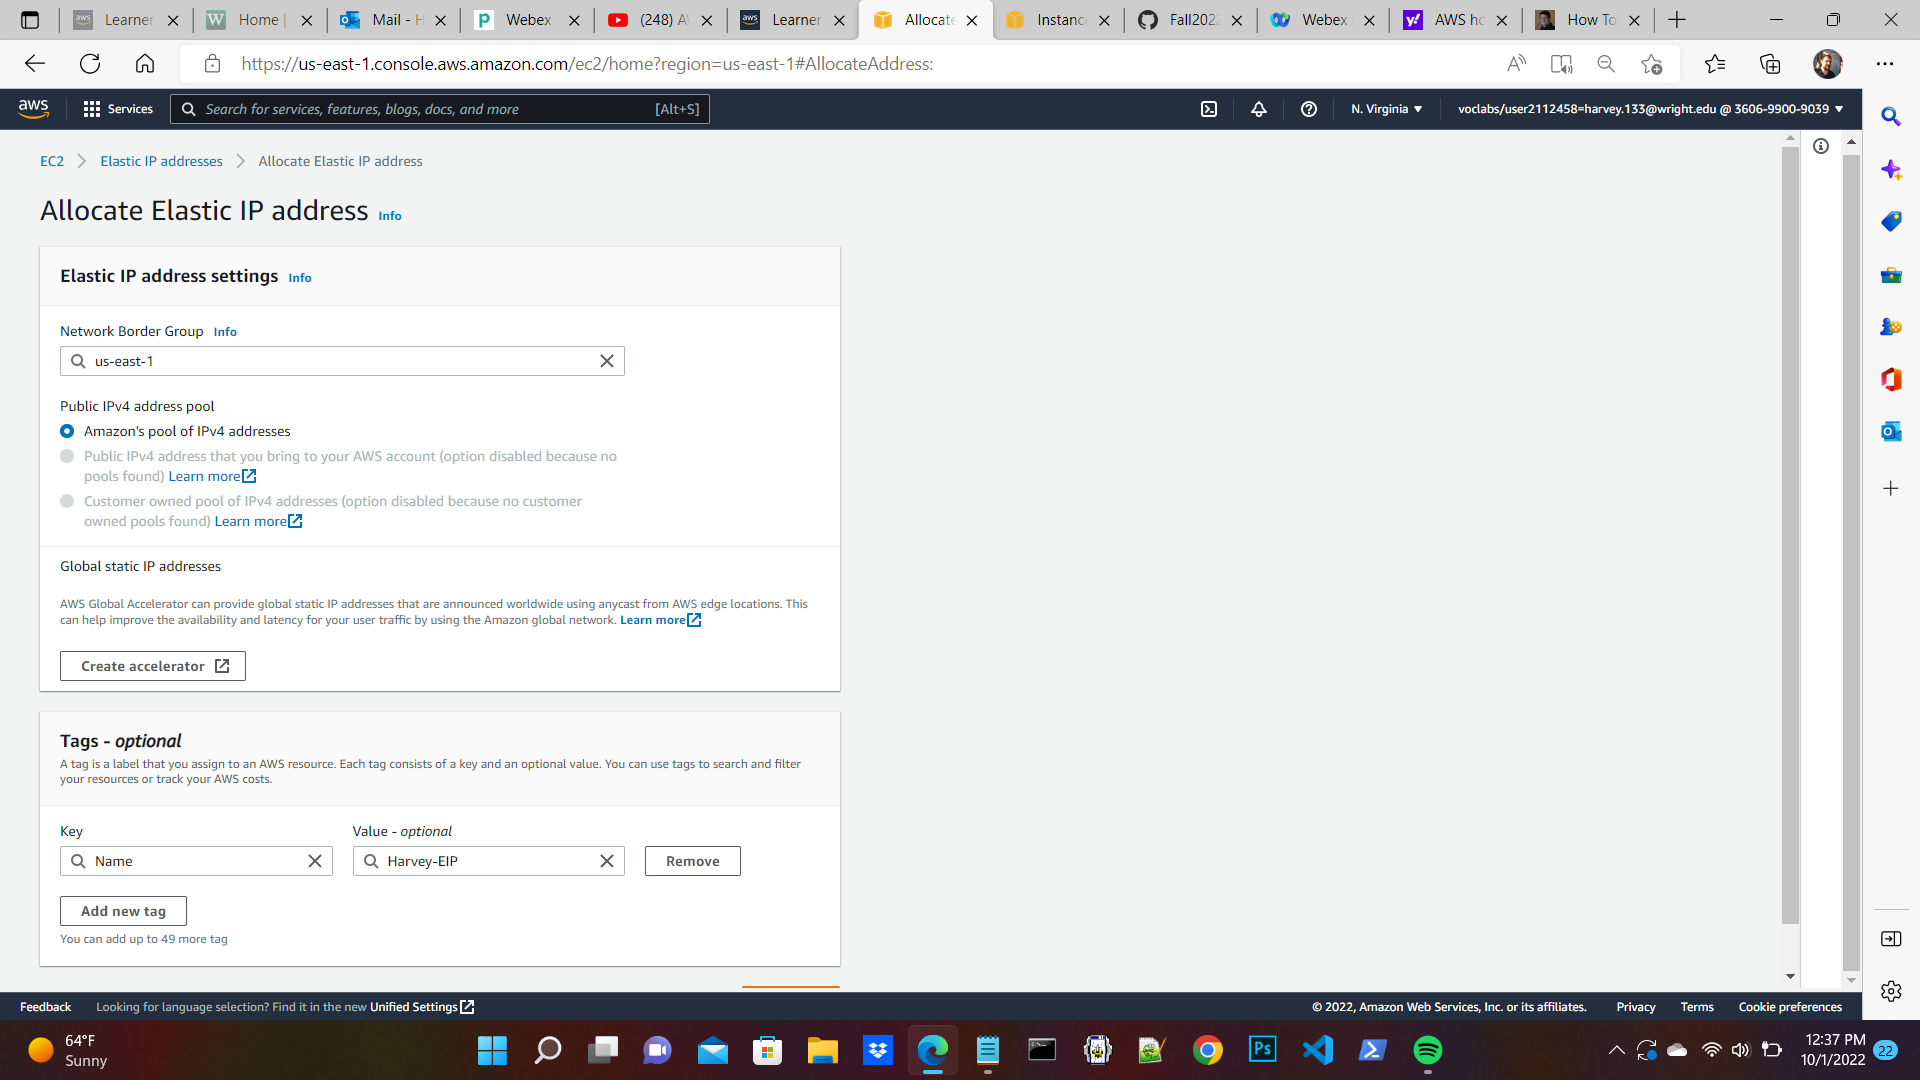 Learner
Home |
Mail - H
Webex
(248) A
Learner
Allocate
Instance
Fall2022
Webex
AWS ho
How To
https://us-east-1.console.aws.amazon.com/ec2/home?region=us-east-1#AllocateAddress:
aws
Services
Search for services, features, blogs, docs, and more
[Alt+S]
N. Virginia
voclabs/user2112458=harvey.133@wright.edu @ 3606-9900-9039
EC2
Elastic IP addresses
Allocate Elastic IP address
Allocate Elastic IP address Info
Elastic IP address settings Info
Network Border Group Info
us-east-1
Public IPv4 address pool
Amazon's pool of IPv4 addresses
Public IPv4 address that you bring to your AWS account (option disabled because no
pools found) Learn more
Customer owned pool of IPv4 addresses (option disabled because no customer
owned pools found) Learn more
Global static IP addresses
AWS Global Accelerator can provide global static IP addresses that are announced worldwide using anycast from AWS edge locations. This
can help improve the availability and latency for your user traffic by using the Amazon global network. Learn more
Create accelerator
Tags - optional
A tag is a label that you assign to an AWS resource. Each tag consists of a key and an optional value. You can use tags to search and filter
your resources or track your AWS costs.
Key
Value - optional
Name
Harvey-EIP
Remove
Add new tag
You can add up to 49 more tag
Feedback
Looking for language selection? Find it in the new Unified Settings
© 2022, Amazon Web Services, Inc. or its affiliates.
Privacy
Terms
Cookie preferences
64°F
Sunny
Ps
12:37 PM
10/1/2022
22